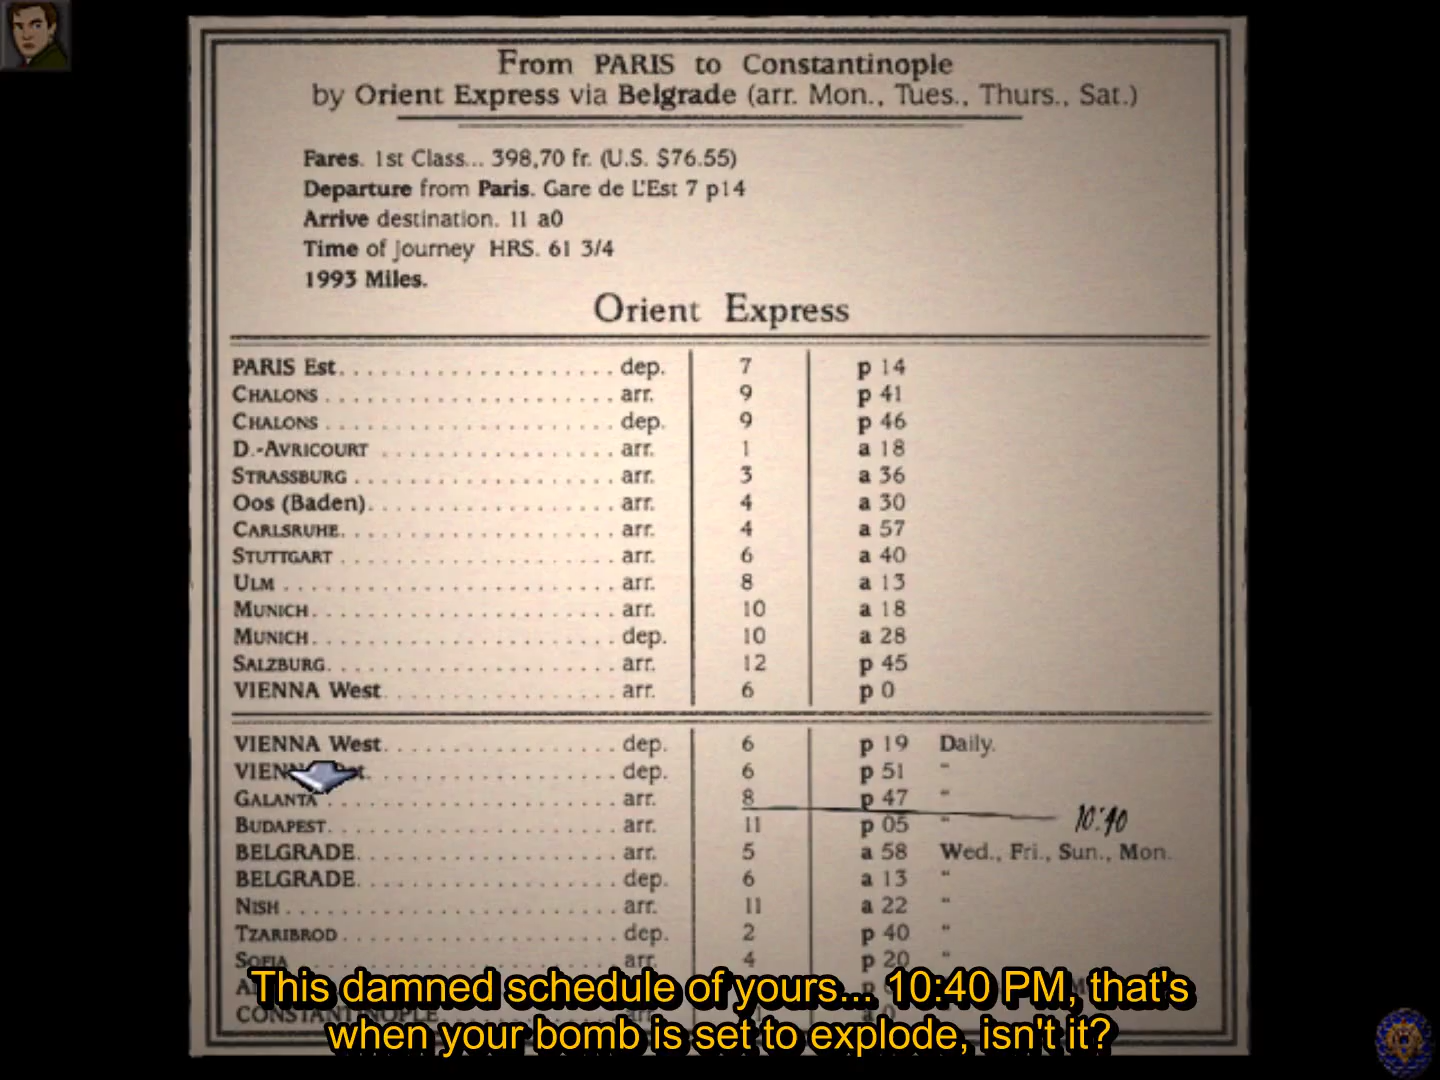 From PARIS to Constantinople
by Orient Express via Belgrade (arr. Mon., Tues., Thurs., Sat.)
Fares. 1st Class... 398,70 fr. (U.S. $76.55)
Departure from Paris. Gare de L'Est 7 p14
Arrive destination. 11 a0
Time of Journey HRS. 61 3/4
1993 Miles.
Orient Express
PARIS Est. dep. 7 p 14
CHALONS arr. 9 p 41
CHALONS dep. 9 p 46
D.-AVRICOURT arr. 1 a 18
STRASSBURG arr. 3 a 36
Oos (Baden). arr. 4 a 30
CARLSRUHE. arr. 4 a 57
STUTTGART arr. 6 a 40
ULM arr. 8 a 13
MUNICH. arr. 10 a 18
MUNICH. dep. 10 a 28
SALZBURG. arr. 12 p 45
VIENNA West. arr. 6 p 0
VIENNA West. dep. 6 p 19 Daily.
dep. 6 p 51 "
GALANTA arr. 8 p 47 "
10:40
BUDAPEST. arr. 11 p 05 "
BELGRADE. arr. 5 a 58 Wed., Fri., Sun., Mon.
BELGRADE. dep. 6 a 13 "
NISH arr. 11 a 22 "
TZARIBROD dep. 2 p 40 "
SOFIA arr. 4 p 20 "
CONSTANTINOPLE
This damned schedule of yours... 10:40 PM, that's
when your bomb is set to explode, isn't it?